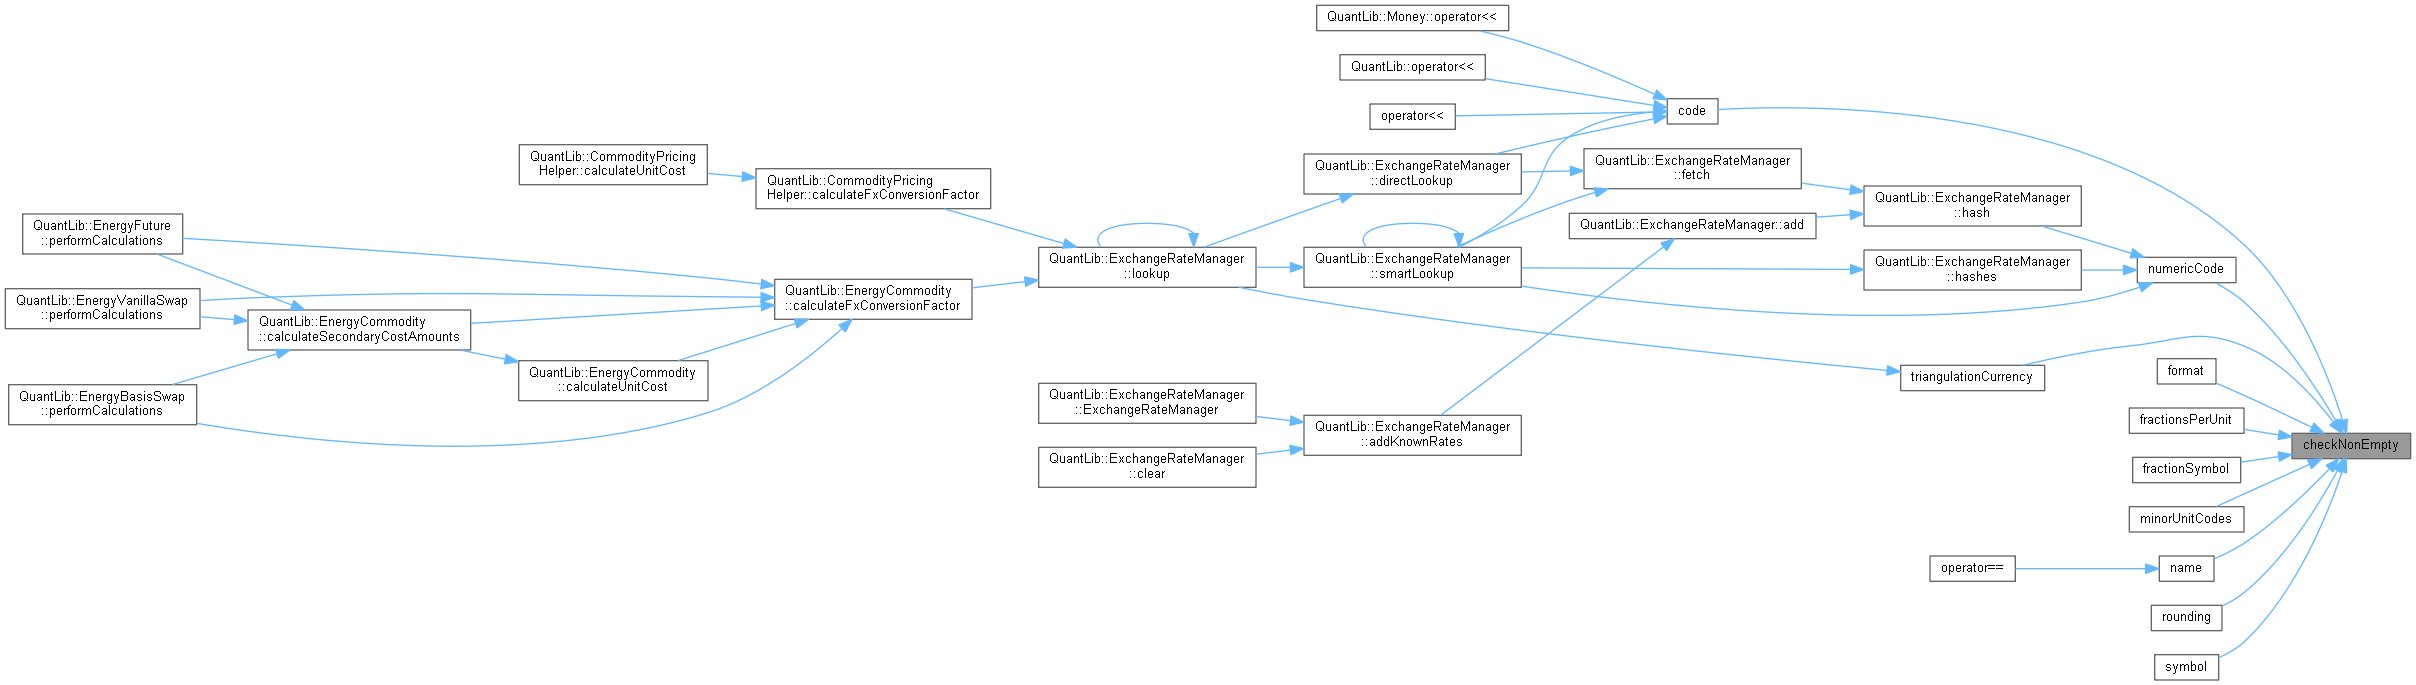 QuantLib::Money::operator<<
QuantLib::operator<<
operator<<
code
QuantLib::CommodityPricing
Helper::calculateUnitCost
QuantLib::CommodityPricing
Helper::calculateFxConversionFactor
QuantLib::ExchangeRateManager
::directLookup
QuantLib::ExchangeRateManager
::fetch
QuantLib::ExchangeRateManager
::hash
QuantLib::ExchangeRateManager::add
QuantLib::EnergyFuture
::performCalculations
QuantLib::ExchangeRateManager
::lookup
QuantLib::ExchangeRateManager
::smartLookup
QuantLib::ExchangeRateManager
::hashes
numericCode
QuantLib::EnergyVanillaSwap
::performCalculations
QuantLib::EnergyCommodity
::calculateFxConversionFactor
QuantLib::EnergyCommodity
::calculateSecondaryCostAmounts
QuantLib::EnergyCommodity
::calculateUnitCost
QuantLib::EnergyBasisSwap
::performCalculations
triangulationCurrency
format
QuantLib::ExchangeRateManager
::ExchangeRateManager
QuantLib::ExchangeRateManager
::addKnownRates
QuantLib::ExchangeRateManager
::clear
fractionsPerUnit
checkNonEmpty
fractionSymbol
minorUnitCodes
operator==
name
rounding
symbol